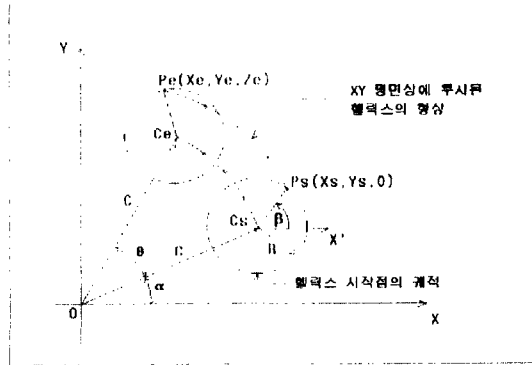 Y
Pe(Xe,Ye,Ze)
XY 평면상에 투시된
헬릭스의 형상
Ce
Ps(Xs,Ys,0)
C
Cs
β
X'
θ
C
R
α
헬릭스 시작점의 궤적
O
X